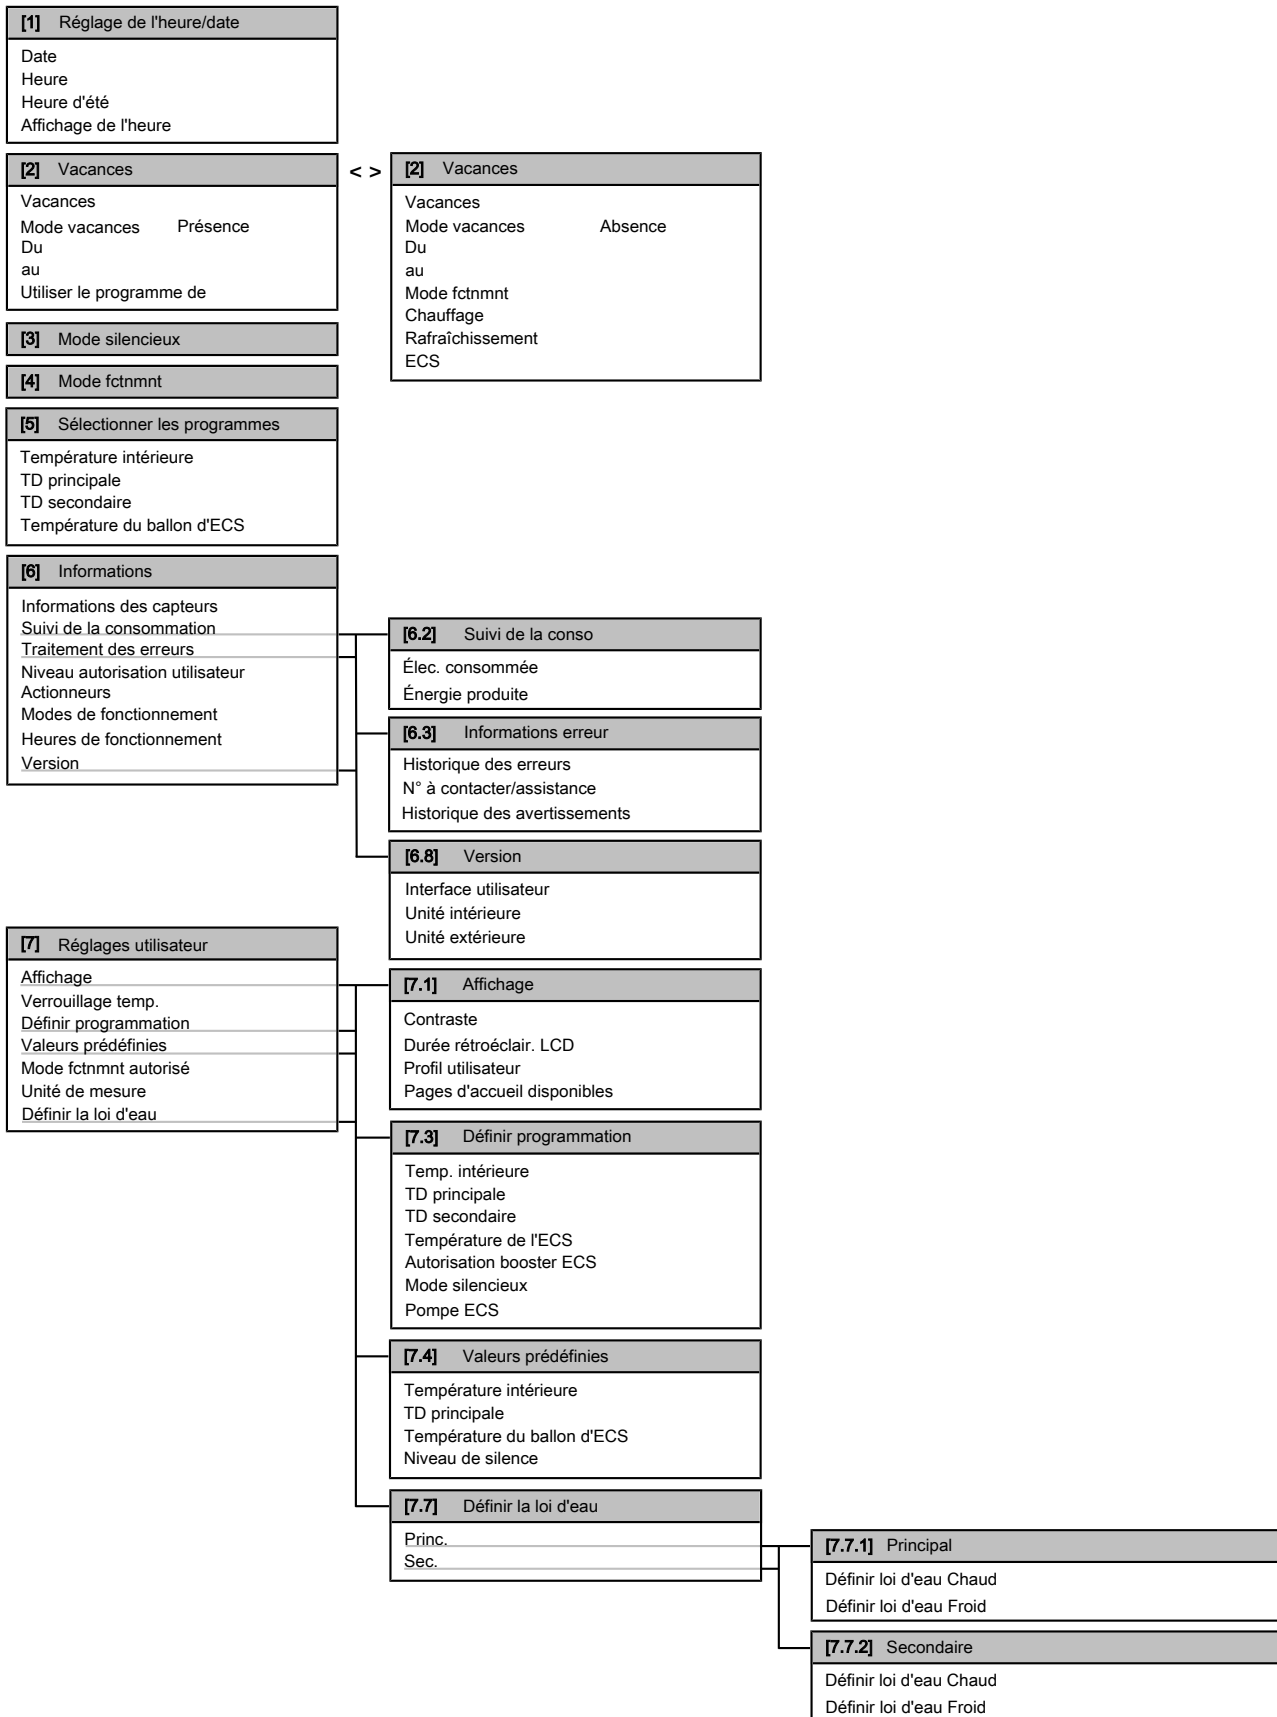 [1] Réglage de l'heure/date
Date
Heure
Heure d'été
Affichage de l'heure
[2] Vacances
Vacances
Mode vacances Présence
Du
au
Utiliser le programme de
< >
[2] Vacances
Vacances
Mode vacances Absence
Du
au
Mode fctnmnt
Chauffage
Rafraîchissement
ECS
[3] Mode silencieux
[4] Mode fctnmnt
[5] Sélectionner les programmes
Température intérieure
TD principale
TD secondaire
Température du ballon d'ECS
[6] Informations
Informations des capteurs
Suivi de la consommation
Traitement des erreurs
Niveau autorisation utilisateur
Actionneurs
Modes de fonctionnement
Heures de fonctionnement
Version
[6.2] Suivi de la conso
Élec. consommée
Énergie produite
[6.3] Informations erreur
Historique des erreurs
N° à contacter/assistance
Historique des avertissements
[6.8] Version
Interface utilisateur
Unité intérieure
Unité extérieure
[7] Réglages utilisateur
Affichage
Verrouillage temp.
Définir programmation
Valeurs prédéfinies
Mode fctnmnt autorisé
Unité de mesure
Définir la loi d'eau
[7.1] Affichage
Contraste
Durée rétroéclair. LCD
Profil utilisateur
Pages d'accueil disponibles
[7.3] Définir programmation
Temp. intérieure
TD principale
TD secondaire
Température de l'ECS
Autorisation booster ECS
Mode silencieux
Pompe ECS
[7.4] Valeurs prédéfinies
Température intérieure
TD principale
Température du ballon d'ECS
Niveau de silence
[7.7] Définir la loi d'eau
Princ.
Sec.
[7.7.1] Principal
Définir loi d'eau Chaud
Définir loi d'eau Froid
[7.7.2] Secondaire
Définir loi d'eau Chaud
Définir loi d'eau Froid